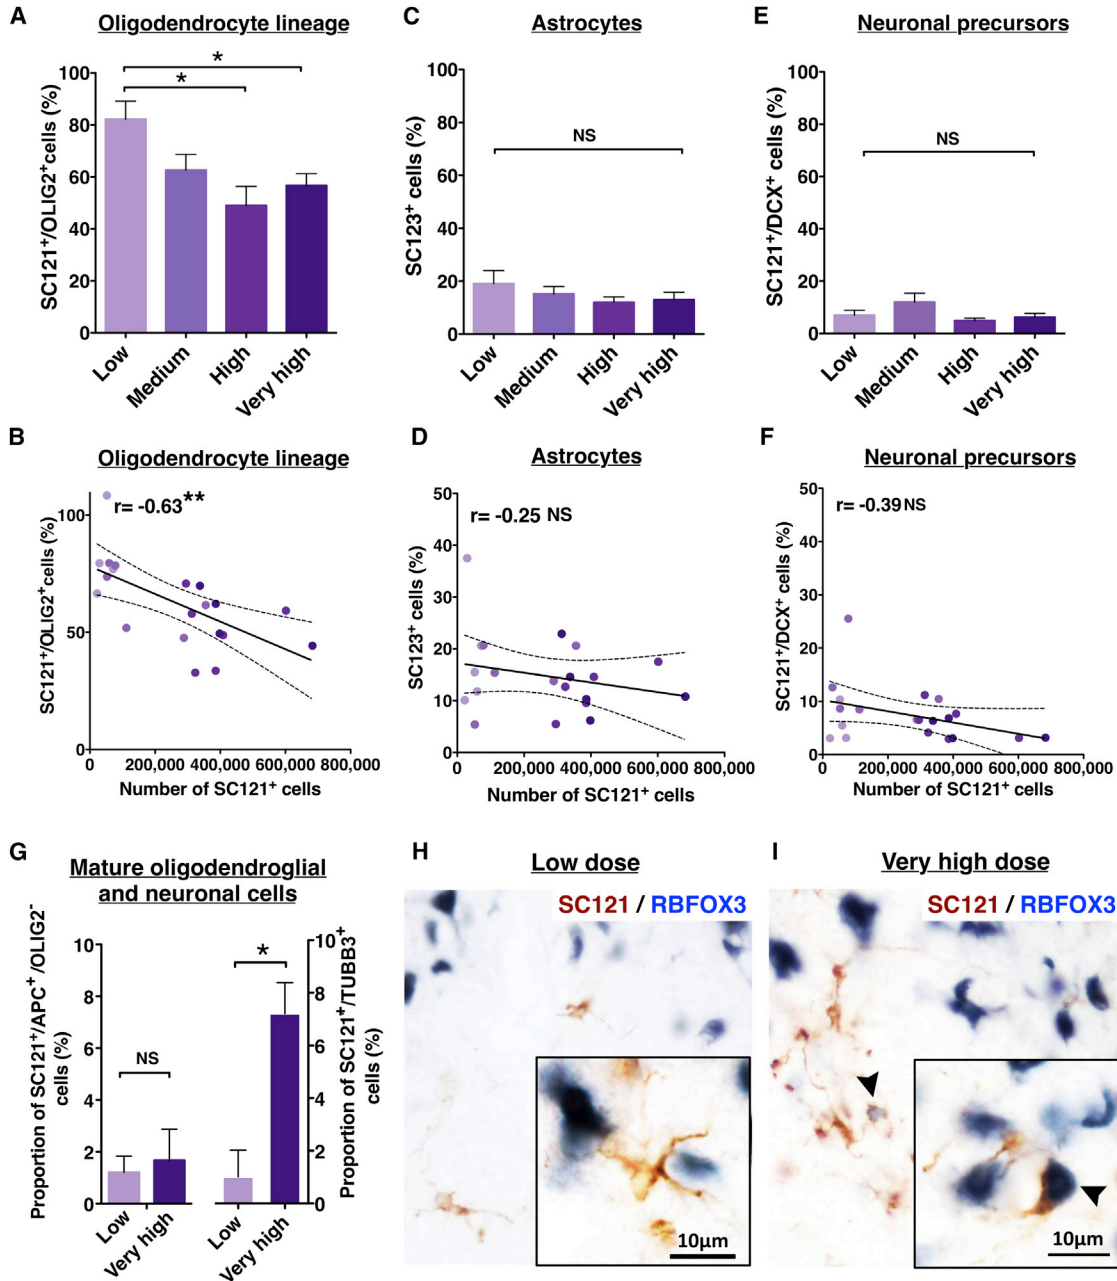 A
Oligodendrocyte lineage
SC121⁺/OLIG2⁺cells (%)
100
80
60
40
20
0
*
*
Low
Medium
High
Very high
C
Astrocytes
SC123⁺ cells (%)
100
80
60
40
20
0
NS
Low
Medium
High
Very high
E
Neuronal precursors
SC121⁺/DCX⁺ cells (%)
100
80
60
40
20
0
NS
Low
Medium
High
Very high
B
Oligodendrocyte lineage
r= -0.63**
SC121⁺/OLIG2⁺cells (%)
100
50
0
0 200,000 400,000 600,000 800,000
Number of SC121⁺ cells
D
Astrocytes
r= -0.25 NS
SC123⁺ cells (%)
50
40
30
20
10
0
0 200,000 400,000 600,000 800,000
Number of SC121⁺ cells
F
Neuronal precursors
r= -0.39 NS
SC121⁺/DCX⁺ cells (%)
50
40
30
20
10
0
0 200,000 400,000 600,000 800,000
Number of SC121⁺ cells
G
Mature oligodendroglial
and neuronal cells
Proportion of SC121⁺/APC⁺/OLIG2⁻
cells (%)
10
8
6
4
2
0
NS
Low
Very high
*
10
8
6
4
2
0
Proportion of SC121⁺/TUBB3⁺
cells (%)
Low
Very high
H
Low dose
SC121 / RBFOX3
10μm
I
Very high dose
SC121 / RBFOX3
10μm